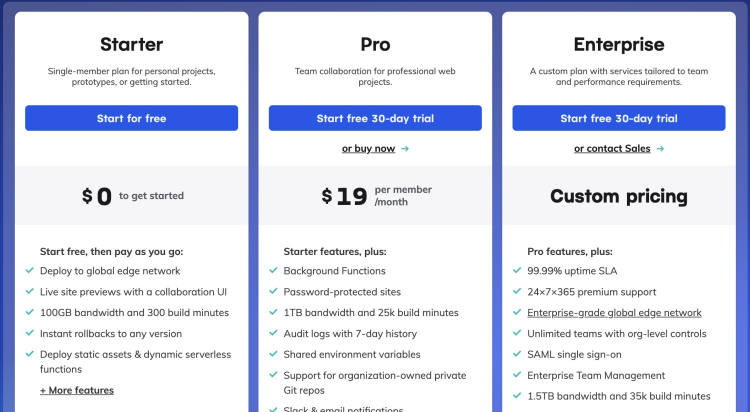 Starter
Single-member plan for personal projects,
prototypes, or getting started.
Start for free
$0 to get started
Start free, then pay as you go:
Deploy to global edge network
Live site previews with a collaboration UI
100GB bandwidth and 300 build minutes
Instant rollbacks to any version
Deploy static assets & dynamic serverless
functions
+ More features
Pro
Team collaboration for professional web
projects.
Start free 30-day trial
or buy now →
$19 per member
/month
Starter features, plus:
Background Functions
Password-protected sites
1TB bandwidth and 25k build minutes
Audit logs with 7-day history
Shared environment variables
Support for organization-owned private
Git repos
Slack & email notifications
Enterprise
A custom plan with services tailored to team
and performance requirements.
Start free 30-day trial
or contact Sales →
Custom pricing
Pro features, plus:
99.99% uptime SLA
24×7×365 premium support
Enterprise-grade global edge network
Unlimited teams with org-level controls
SAML single sign-on
Enterprise Team Management
1.5TB bandwidth and 35k build minutes